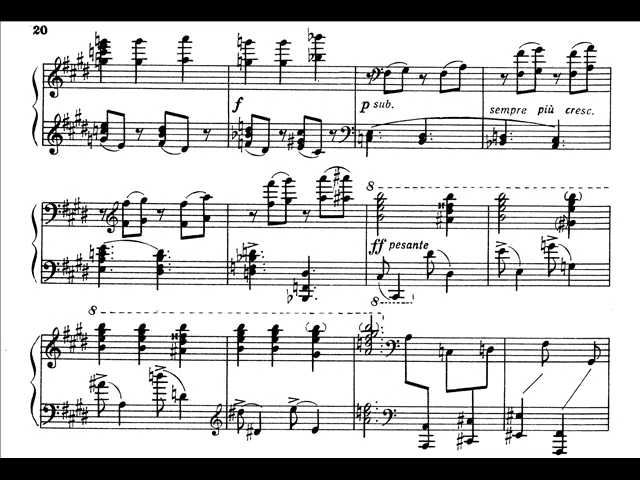 20
f
p sub.
sempre più cresc.
8
ff pesante
8
8